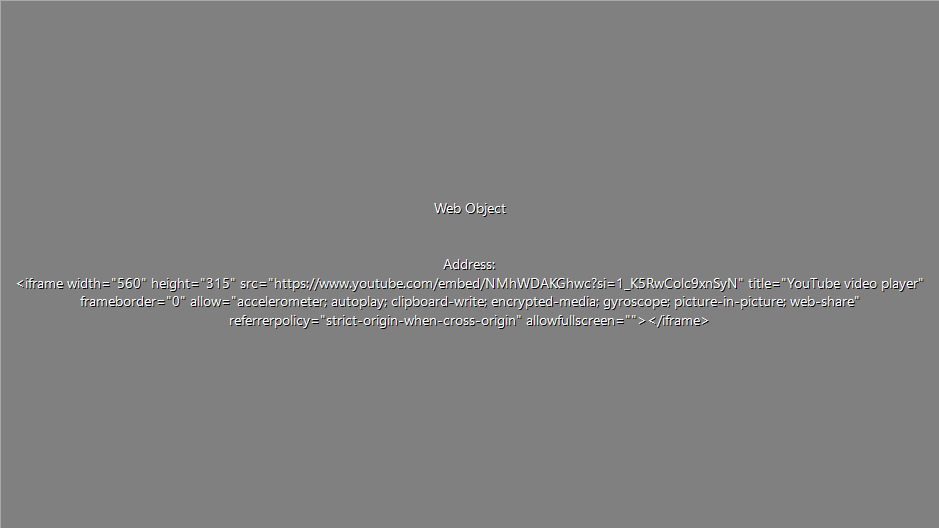 Web Object
Address:
<iframe width="560" height="315" src="https://www.youtube.com/embed/NMhWDAKGhwc?si=1_K5RwColc9xnSyN" title="YouTube video player"
frameborder="0" allow="accelerometer; autoplay; clipboard-write; encrypted-media; gyroscope; picture-in-picture; web-share"
referrerpolicy="strict-origin-when-cross-origin" allowfullscreen=""></iframe>